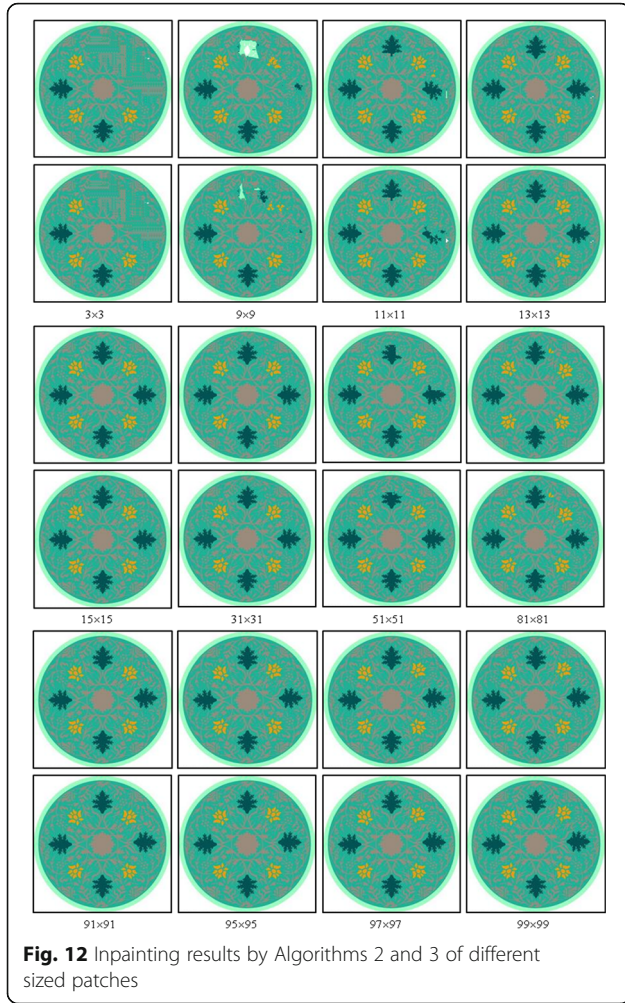 3×3 9×9 11×11 13×13
15×15 31×31 51×51 81×81
91×91 95×95 97×97 99×99
Fig. 12 Inpainting results by Algorithms 2 and 3 of different
sized patches